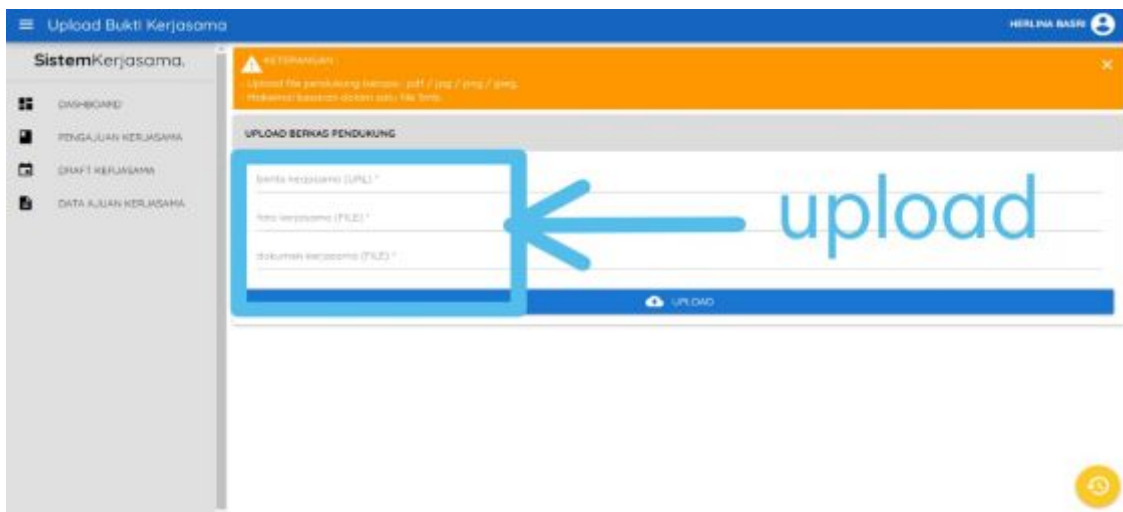 Upload Bukti Kerjasama
HERLINA BASRI
SistemKerjasama.
DASHBOARD
PENGAJUAN KERJASAMA
DRAFT KERJASAMA
DATA AJUAN KERJASAMA
KETERANGAN :
- Upload file pendukung berupa : pdf / jpg / png / jpeg.
- Maksimal besaran dalam satu file
UPLOAD BERKAS PENDUKUNG
berita kerjasama (URL) *
foto kerjasama (FILE) *
dokumen kerjasama (FILE) *
upload
UPLOAD